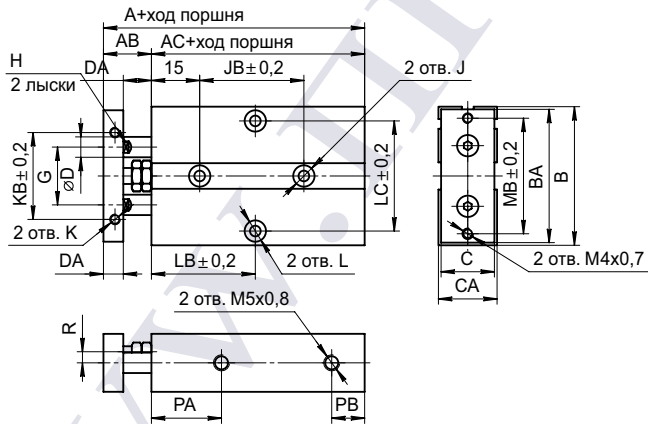 A+ход поршня
AB
AC+ход поршня
H
DA
15
JB±0,2
2 отв. J
2 лыски
KB±0,2
G
⌀D
LC±0,2
MB±0,2
BA
B
2 отв. K
DA
LB±0,2
2 отв. L
C
CA
2 отв. M4x0,7
2 отв. M5x0,8
R
PA
PB